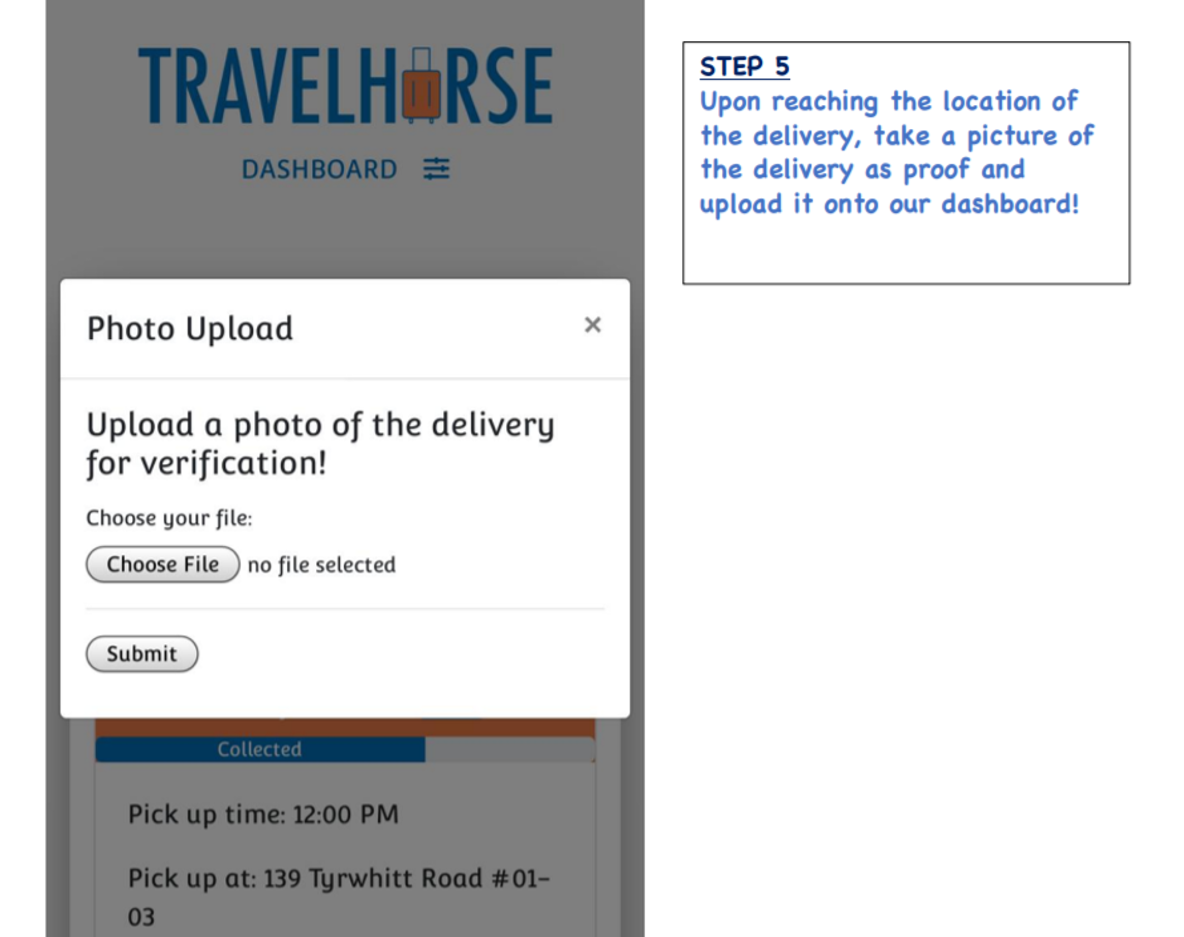 TRAVELHORSE
DASHBOARD
Photo Upload ×
Upload a photo of the delivery
for verification!
Choose your file:
Choose File no file selected
Submit
Collected
Pick up time: 12:00 PM
Pick up at: 139 Tyrwhitt Road #01-
03
STEP 5
Upon reaching the location of
the delivery, take a picture of
the delivery as proof and
upload it onto our dashboard!